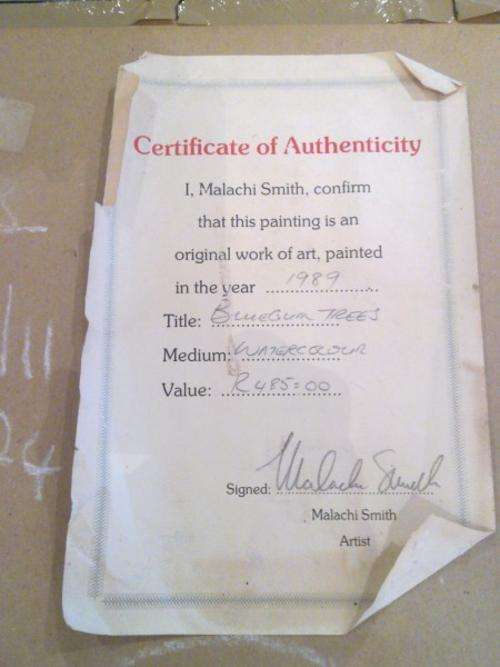 Certificate of Authenticity
I, Malachi Smith, confirm
that this painting is an
original work of art, painted
in the year 1989
Title: BLUEGUM TREES
Medium: WATERCOLOUR
Value: R485=00
Signed: Malachi Smith
Malachi Smith
Artist
24